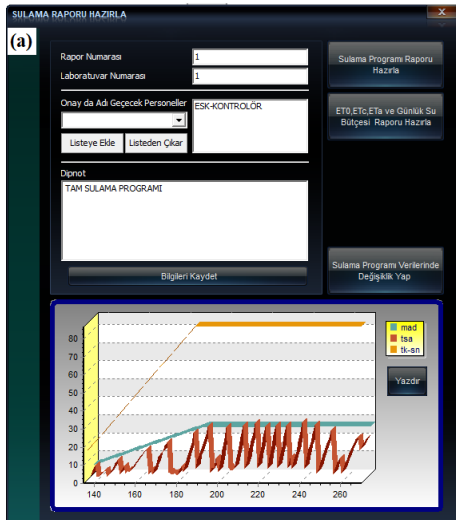 SULAMA RAPORU HAZIRLA
X
(a)
Rapor Numarası
1
Laboratuvar Numarası
1
Onay da Adı Geçecek Personeller
ESK-KONTROLÖR
Listeye Ekle
Listeden Çıkar
Dipnot
TAM SULAMA PROGRAMI
Bilgileri Kaydet
Sulama Programı Raporu
Hazırla
ET0,ETc,ETa ve Günlük Su
Bütçesi Raporu Hazırla
Sulama Programı Verilerinde
Değişiklik Yap
80
70
60
50
40
30
20
10
0
140 160 180 200 220 240 260
mad
tsa
tk-sn
Yazdır